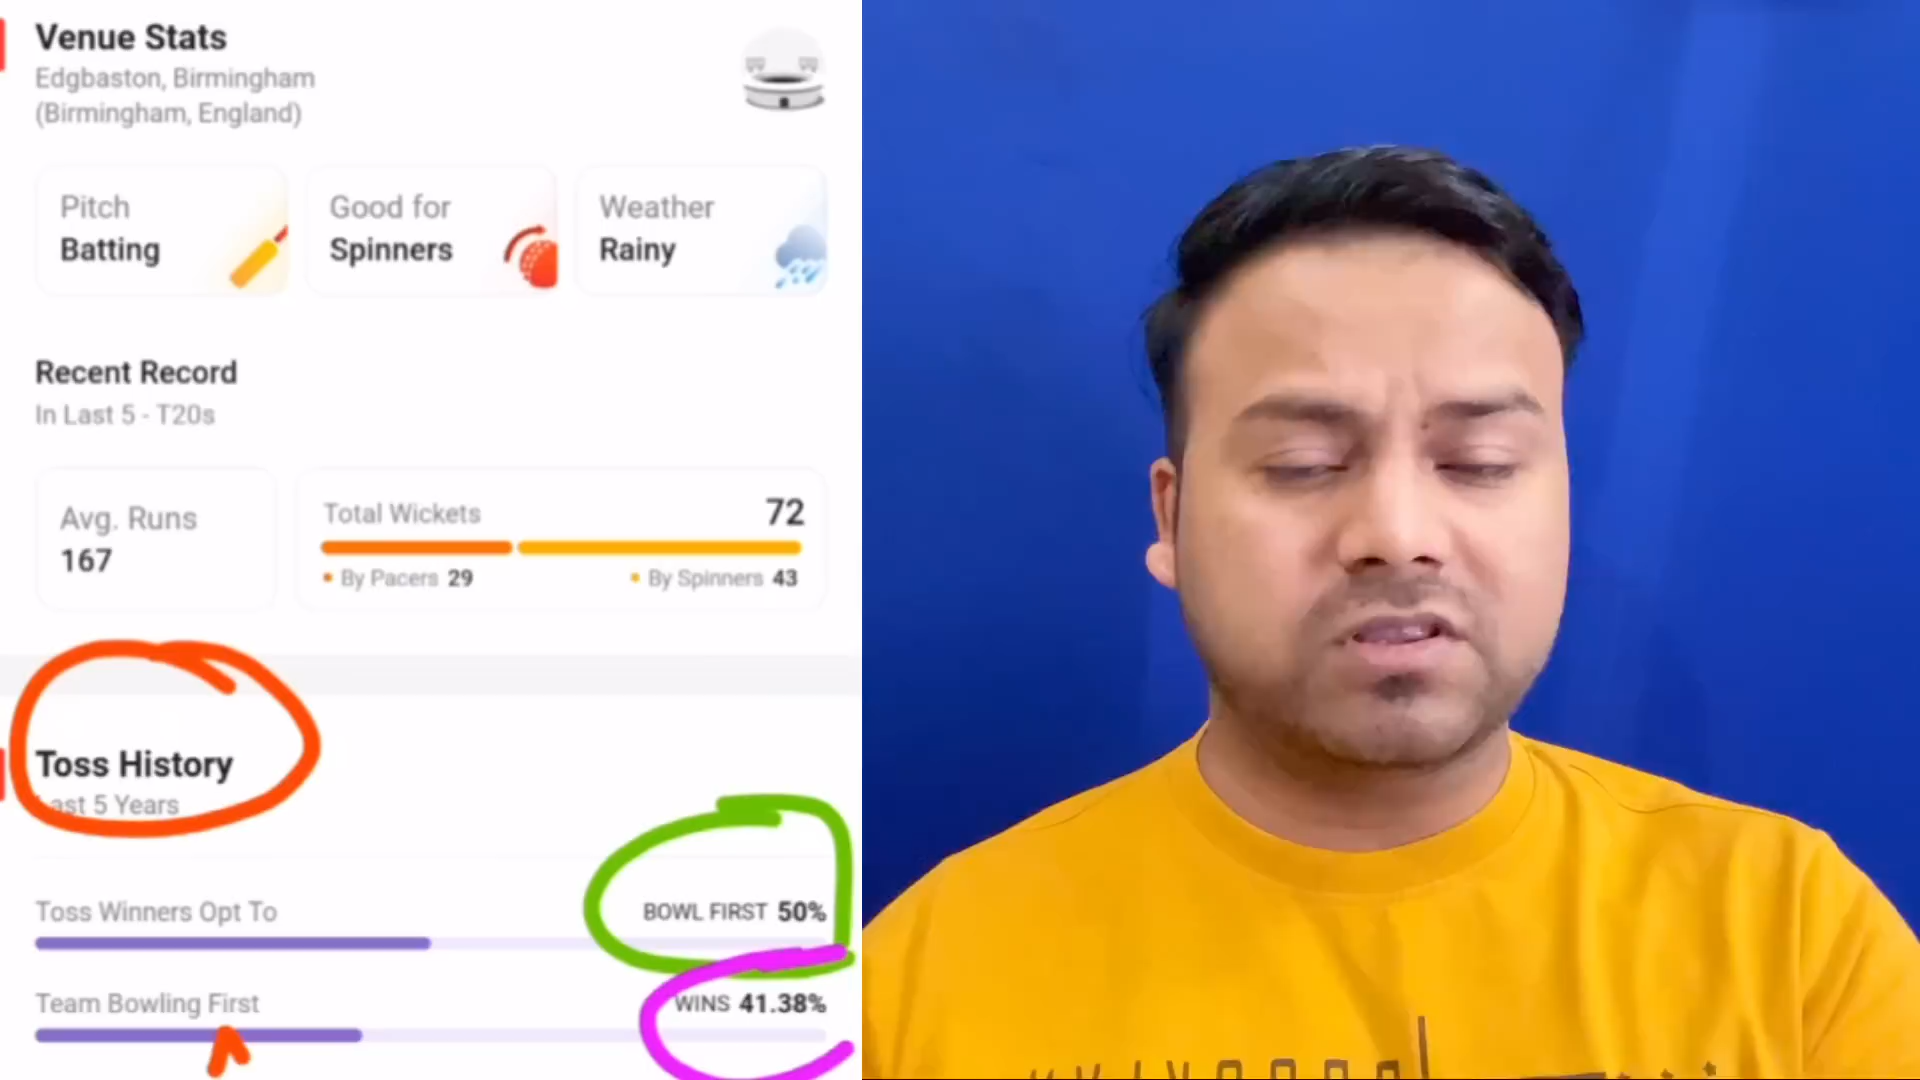 Venue Stats
Edgbaston, Birmingham
(Birmingham, England)
Pitch
Batting
Good for
Spinners
Weather
Rainy
Recent Record
In Last 5 - T20s
Avg. Runs
167
Total Wickets 72
By Pacers 29 By Spinners 43
Toss History
Last 5 Years
Toss Winners Opt To BOWL FIRST 50%
Team Bowling First WINS 41.38%